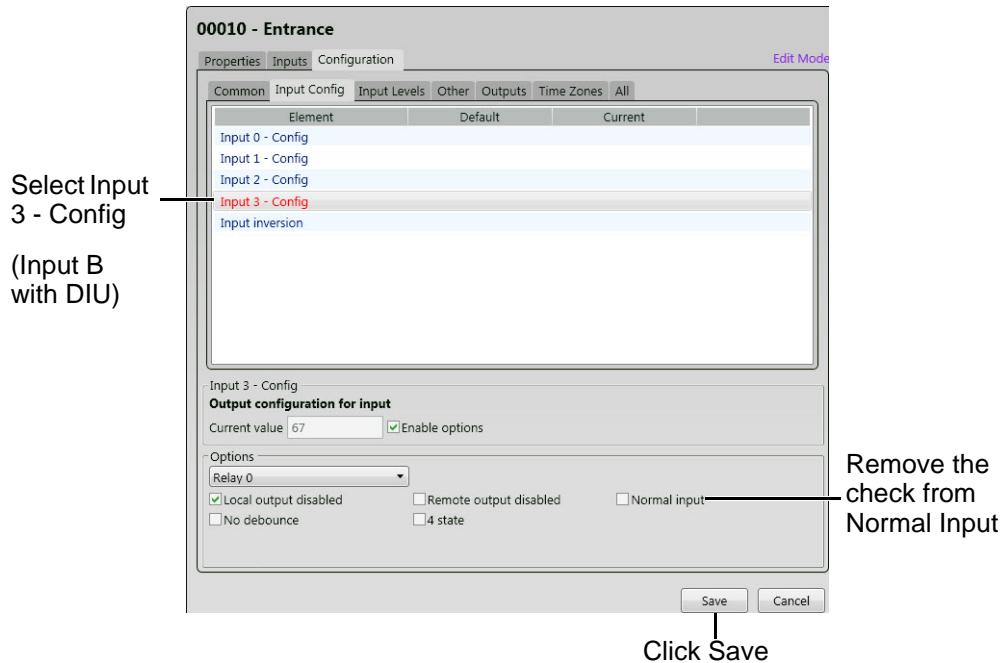 00010 - Entrance
Properties Inputs Configuration Edit Mode
Common Input Config Input Levels Other Outputs Time Zones All
Element Default Current
Input 0 - Config
Input 1 - Config
Input 2 - Config
Input 3 - Config
Input inversion
Select Input
3 - Config
(Input B
with DIU)
Input 3 - Config
Output configuration for input
Current value 67 Enable options
Options
Relay 0
Local output disabled Remote output disabled Normal input
No debounce 4 state
Remove the
check from
Normal Input
Save Cancel
Click Save